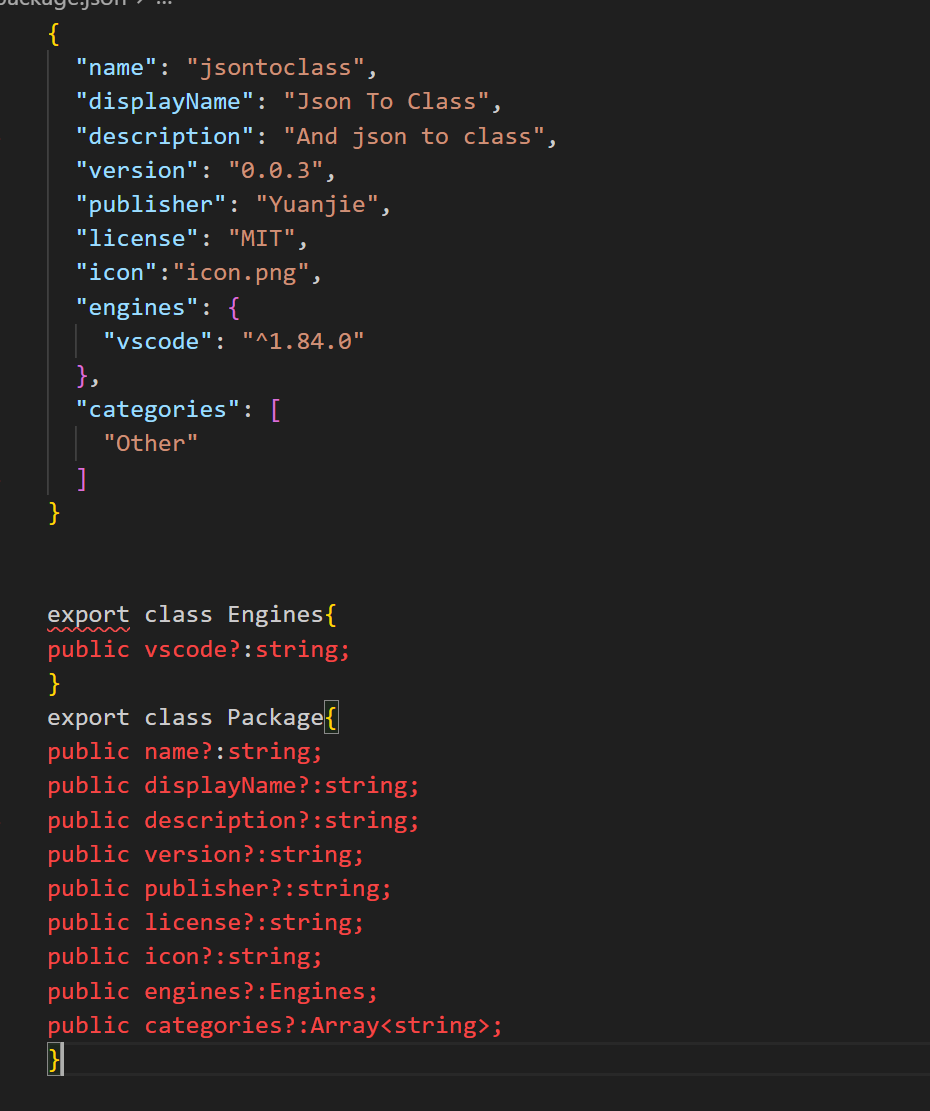 package.json > ...
{
"name": "jsontoclass",
"displayName": "Json To Class",
"description": "And json to class",
"version": "0.0.3",
"publisher": "Yuanjie",
"license": "MIT",
"icon":"icon.png",
"engines": {
"vscode": "^1.84.0"
},
"categories": [
"Other"
]
}
export class Engines{
public vscode?:string;
}
export class Package{
public name?:string;
public displayName?:string;
public description?:string;
public version?:string;
public publisher?:string;
public license?:string;
public icon?:string;
public engines?:Engines;
public categories?:Array<string>;
}